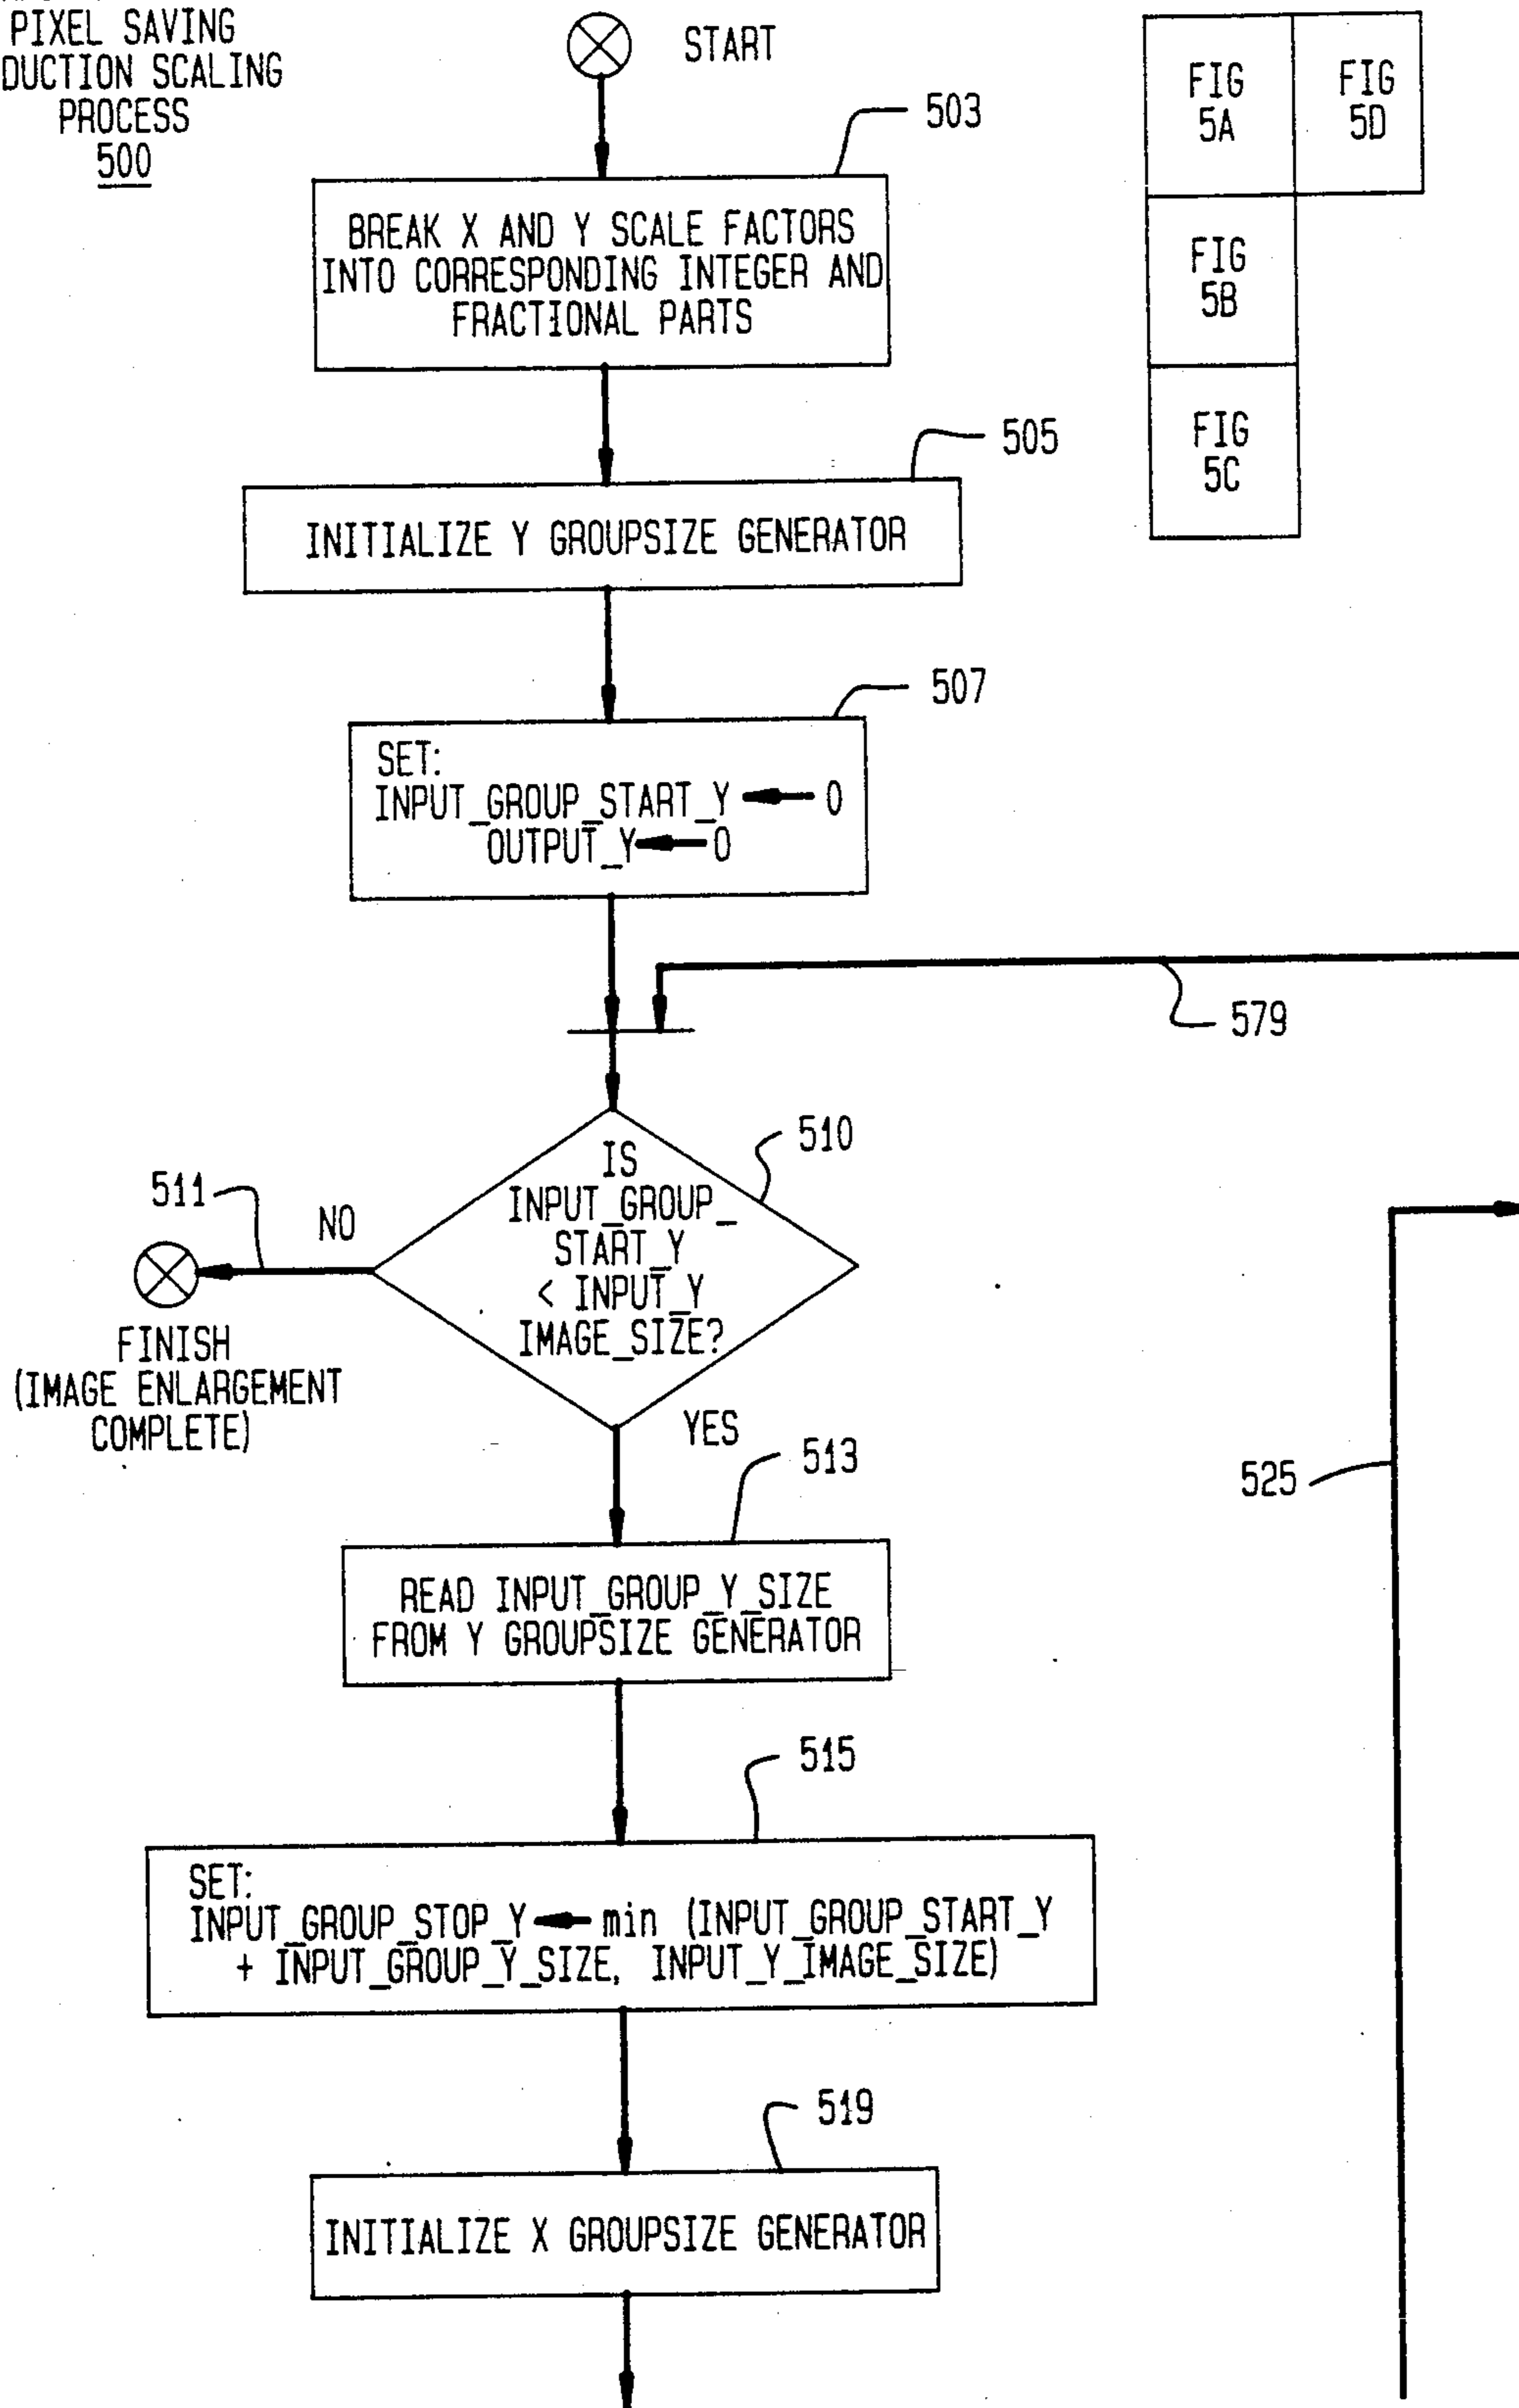 PIXEL SAVING
DUCTION SCALING
PROCESS
500
START
503
BREAK X AND Y SCALE FACTORS
INTO CORRESPONDING INTEGER AND
FRACTIONAL PARTS
FIG
5A
FIG
5D
FIG
5B
FIG
5C
505
INITIALIZE Y GROUPSIZE GENERATOR
507
SET:
INPUT_GROUP_START_Y ← 0
OUTPUT_Y ← 0
579
510
IS
INPUT_GROUP_
START_Y
< INPUT_Y
IMAGE_SIZE?
511
NO
FINISH
(IMAGE ENLARGEMENT
COMPLETE)
YES
513
525
READ INPUT_GROUP_Y_SIZE
FROM Y GROUPSIZE GENERATOR
515
SET:
INPUT_GROUP_STOP_Y ← min (INPUT_GROUP_START_Y
+ INPUT_GROUP_Y_SIZE, INPUT_Y_IMAGE_SIZE)
519
INITIALIZE X GROUPSIZE GENERATOR